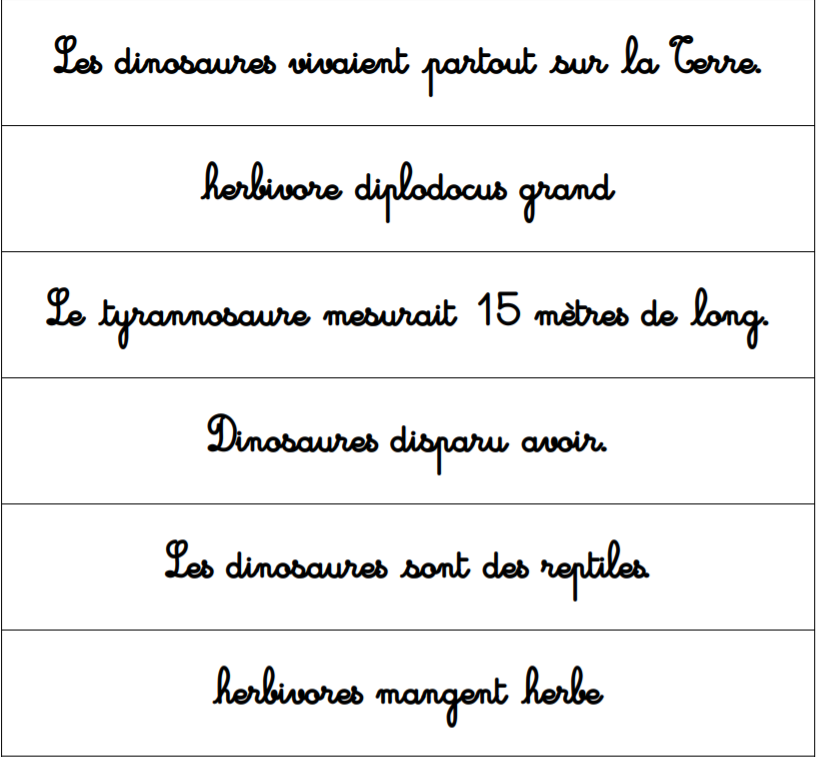 Les dinosaures vivaient partout sur la Terre.
herbivore diplodocus grand
Le tyrannosaure mesurait 15 mètres de long.
Dinosaures disparu avoir.
Les dinosaures sont des reptiles.
herbivores mangent herbe